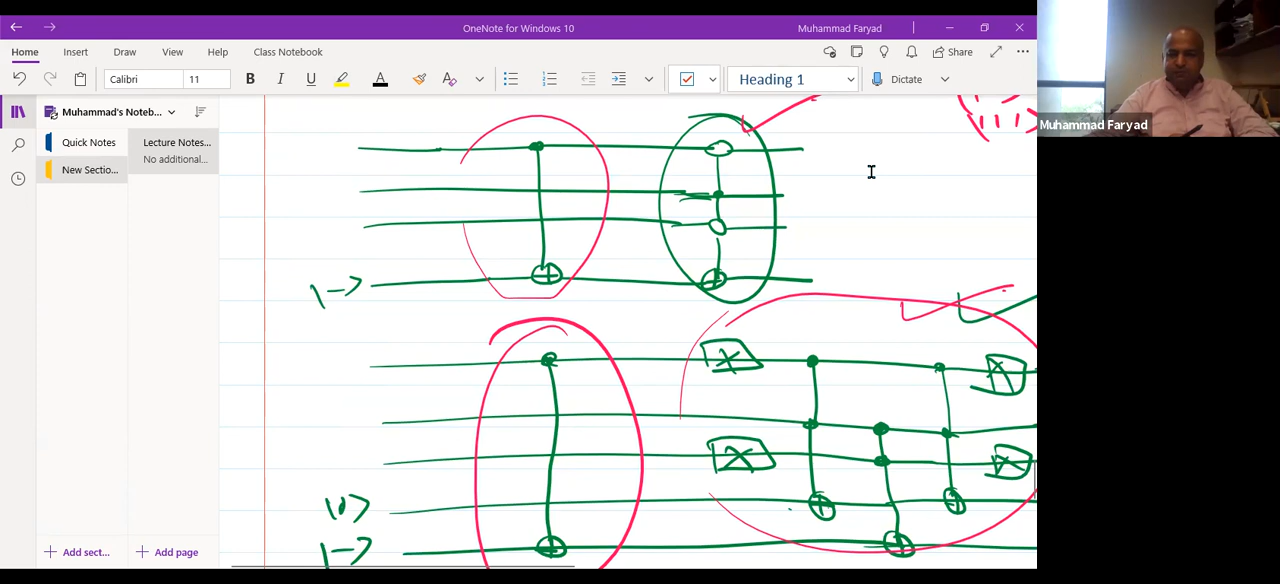 OneNote for Windows 10
Muhammad Faryad
Home Insert Draw View Help Class Notebook
Share
Calibri 11 B I U A Heading 1 Dictate
Muhammad's Noteb...
Quick Notes
New Sectio...
Lecture Notes...
No additional...
Muhammad Faryad
|−>
X X
X X
|0>
|−>
+ Add sect...
+ Add page